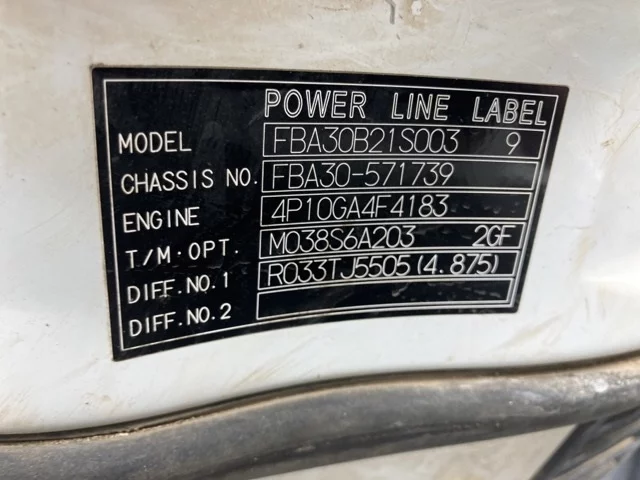 POWER LINE LABEL
MODEL FBA30B21S003 9
CHASSIS NO. FBA30-571739
ENGINE 4P10GA4F4183
T/M·OPT. M038S6A203 2GF
DIFF.NO.1 R033TJ5505(4.875)
DIFF.NO.2